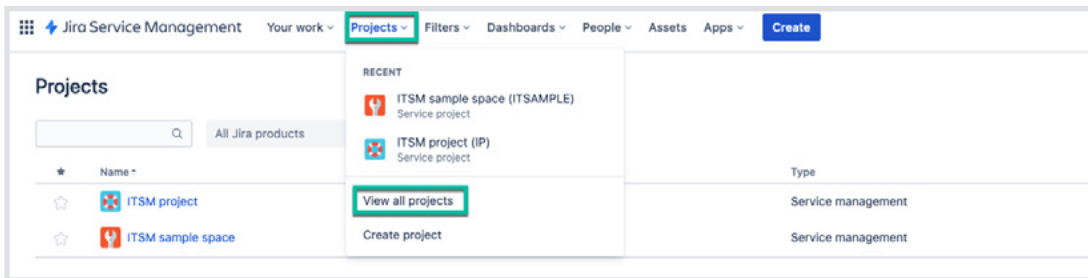 Jira Service Management Your work Projects Filters Dashboards People Assets Apps Create
Projects
All Jira products
RECENT
ITSM sample space (ITSAMPLE)
Service project
ITSM project (IP)
Service project
View all projects
Create project
Name Type
ITSM project Service management
ITSM sample space Service management